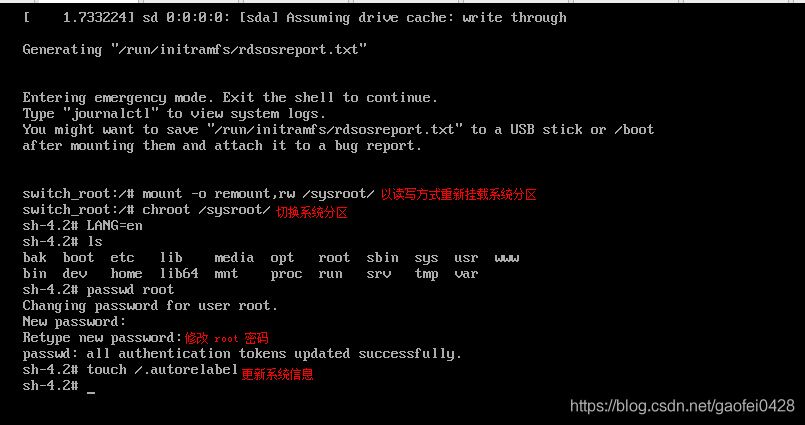 [    1.733224] sd 0:0:0:0: [sda] Assuming drive cache: write through
Generating "/run/initramfs/rdsosreport.txt"
Entering emergency mode. Exit the shell to continue.
Type "journalctl" to view system logs.
You might want to save "/run/initramfs/rdsosreport.txt" to a USB stick or /boot
after mounting them and attach it to a bug report.
switch_root:/# mount -o remount,rw /sysroot/ 以读写方式重新挂载系统分区
switch_root:/# chroot /sysroot/ 切换系统分区
sh-4.2# LANG=en
sh-4.2# ls
bak  boot  etc   lib    media  opt   root  sbin  sys  usr  www
bin  dev   home  lib64  mnt    proc  run   srv   tmp  var
sh-4.2# passwd root
Changing password for user root.
New password:
Retype new password: 修改 root 密码
passwd: all authentication tokens updated successfully.
sh-4.2# touch /.autorelabel 更新系统信息
sh-4.2# _
https://blog.csdn.net/gaofei0428